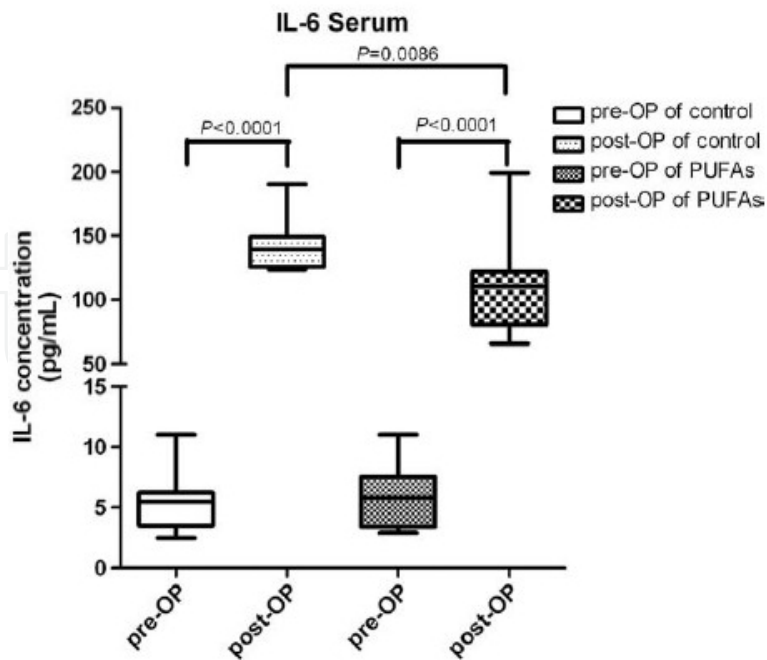 IL-6 Serum
P=0.0086
P<0.0001
P<0.0001
250
200
150
100
50
15
10
5
0
IL-6 concentration
(pg/mL)
pre-OP of control
post-OP of control
pre-OP of PUFAs
post-OP of PUFAs
pre-OP
post-OP
pre-OP
post-OP